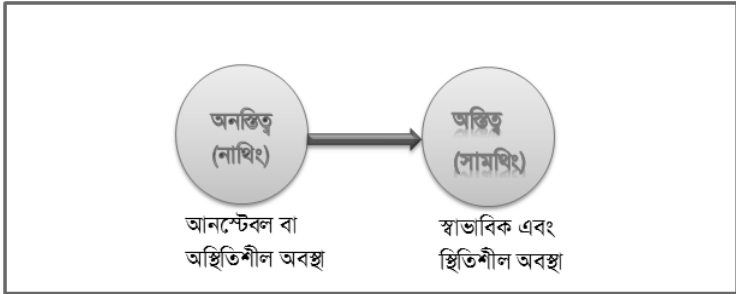 অনস্তিত্ব
(নাথিং)
অস্তিত্ব
(সামথিং)
আনস্টেবল বা
অস্থিতিশীল অবস্থা
স্বাভাবিক এবং
স্থিতিশীল অবস্থা